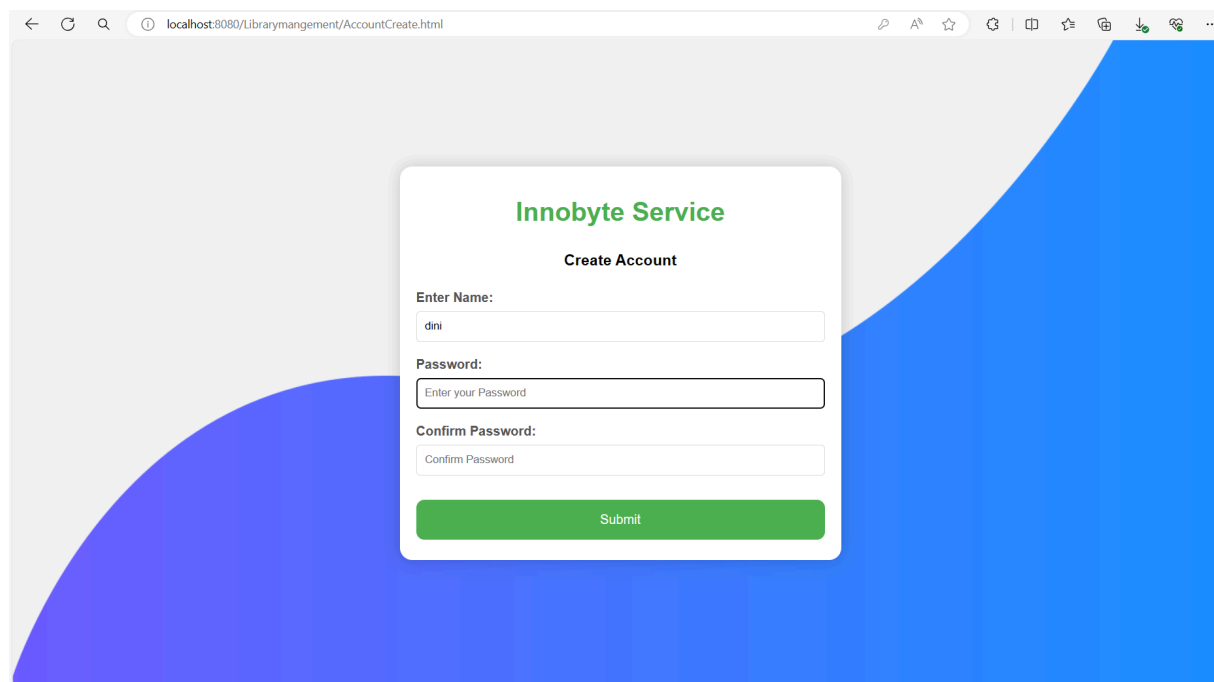 localhost:8080/Librarymangement/AccountCreate.html
Innobyte Service
Create Account
Enter Name:
dini
Password:
Enter your Password
Confirm Password:
Confirm Password
Submit